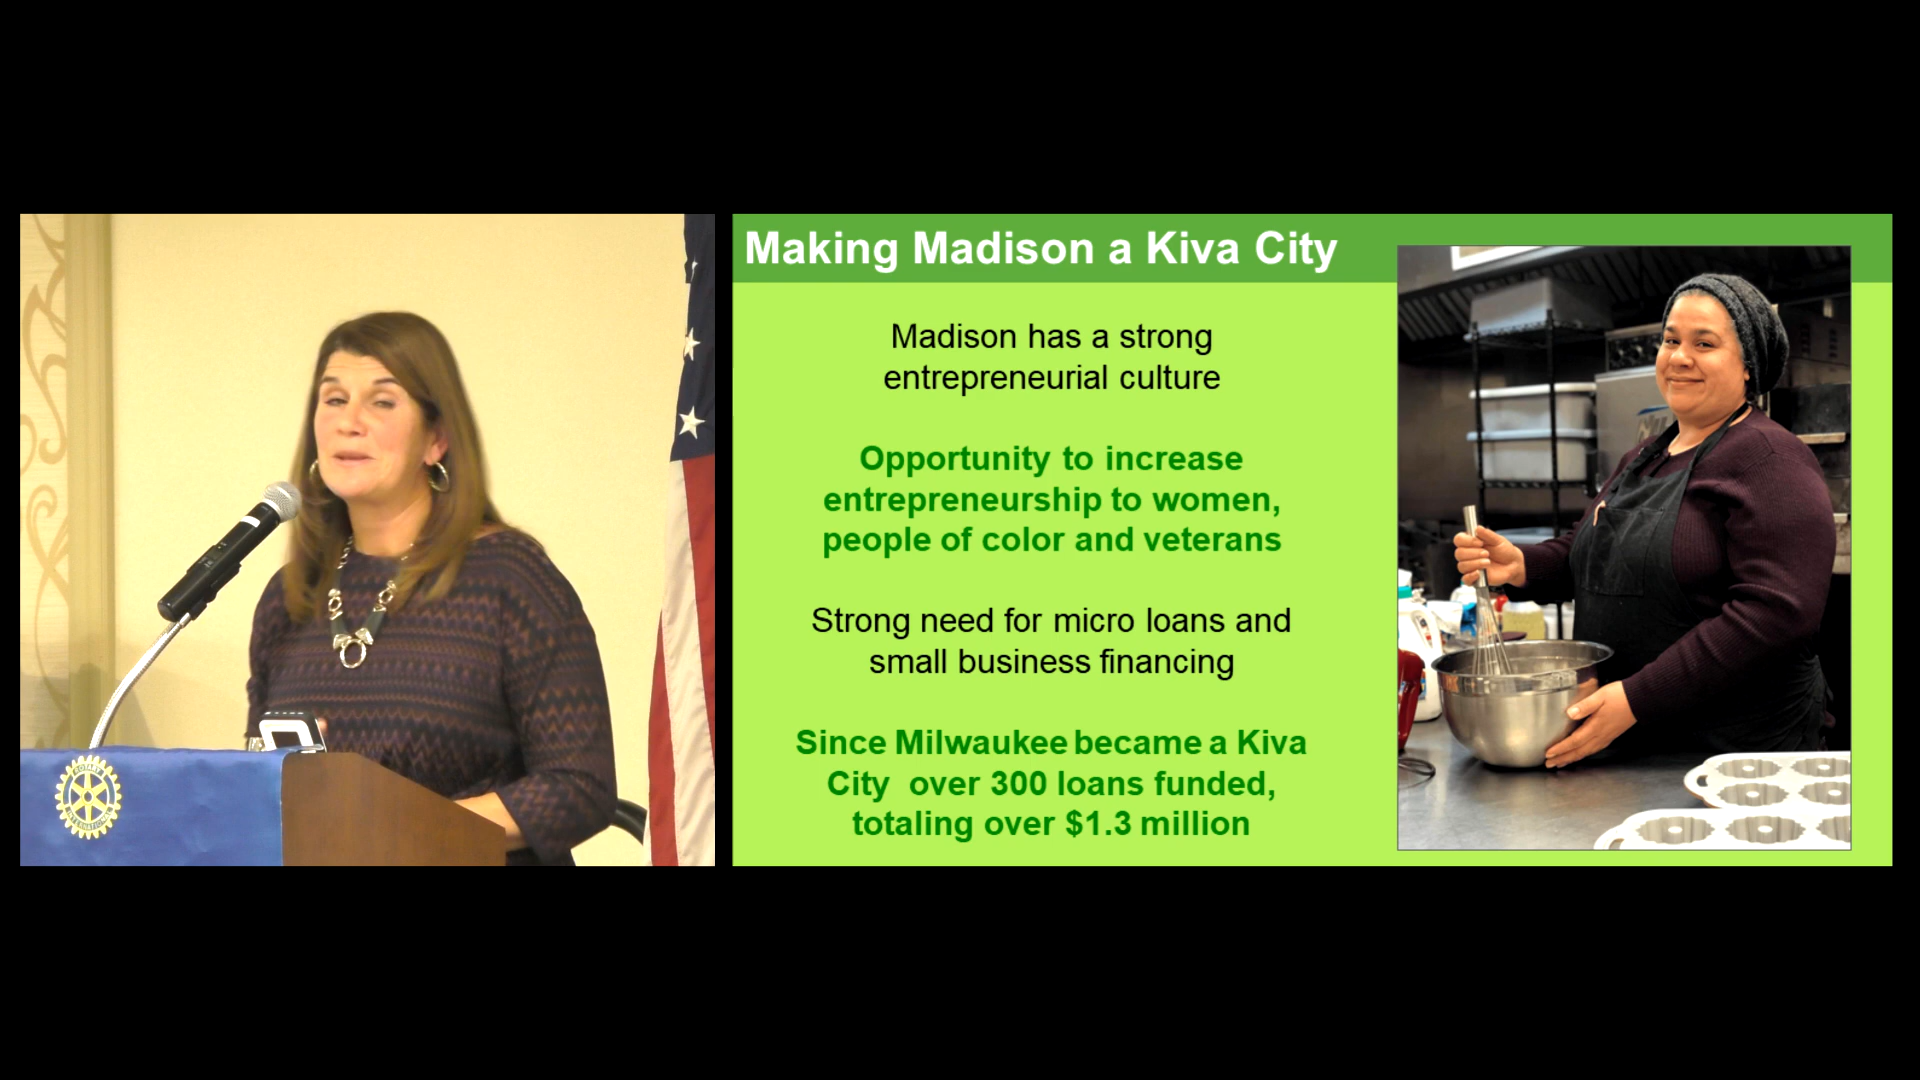 Making Madison a Kiva City
Madison has a strong
entrepreneurial culture
Opportunity to increase
entrepreneurship to women,
people of color and veterans
Strong need for micro loans and
small business financing
Since Milwaukee became a Kiva
City over 300 loans funded,
totaling over $1.3 million
ROTARY
INTERNATIONAL